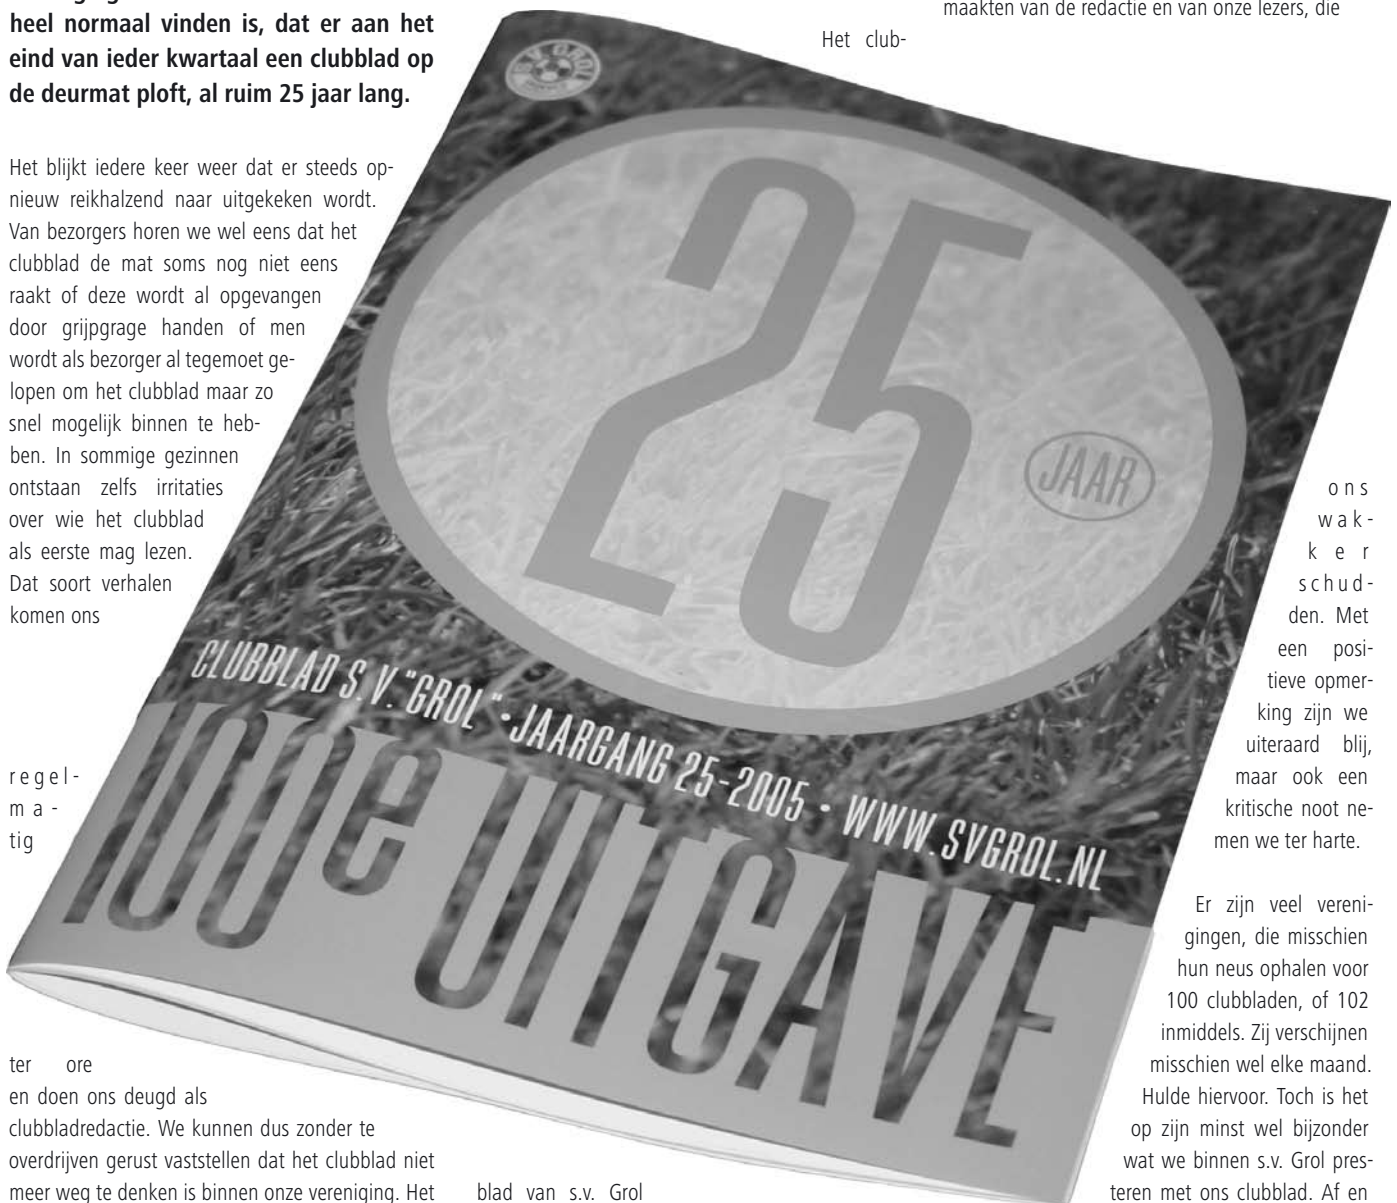 heel normaal vinden is, dat er aan het
eind van ieder kwartaal een clubblad op
de deurmat ploft, al ruim 25 jaar lang.
Het blijkt iedere keer weer dat er steeds op-
nieuw reikhalzend naar uitgekeken wordt.
Van bezorgers horen we wel eens dat het
clubblad de mat soms nog niet eens
raakt of deze wordt al opgevangen
door grijpgrage handen of men
wordt als bezorger al tegemoet ge-
lopen om het clubblad maar zo
snel mogelijk binnen te heb-
ben. In sommige gezinnen
ontstaan zelfs irritaties
over wie het clubblad
als eerste mag lezen.
Dat soort verhalen
komen ons
regel-
ma-
tig
ter ore
en doen ons deugd als
clubbladredactie. We kunnen dus zonder te
overdrijven gerust vaststellen dat het clubblad niet
meer weg te denken is binnen onze vereniging. Het
Het club-
blad van s.v. Grol
S.V. GROL
25
JAAR
CLUBBLAD S.V. "GROL" • JAARGANG 25-2005 • WWW.SVGROL.NL
100e UITGAVE
maakten van de redactie en van onze lezers, die
ons
wak-
ker
schud-
den. Met
een posi-
tieve opmer-
king zijn we
uiteraard blij,
maar ook een
kritische noot ne-
men we ter harte.
Er zijn veel vereni-
gingen, die misschien
hun neus ophalen voor
100 clubbladen, of 102
inmiddels. Zij verschijnen
misschien wel elke maand.
Hulde hiervoor. Toch is het
op zijn minst wel bijzonder
wat we binnen s.v. Grol pres-
teren met ons clubblad. Af en